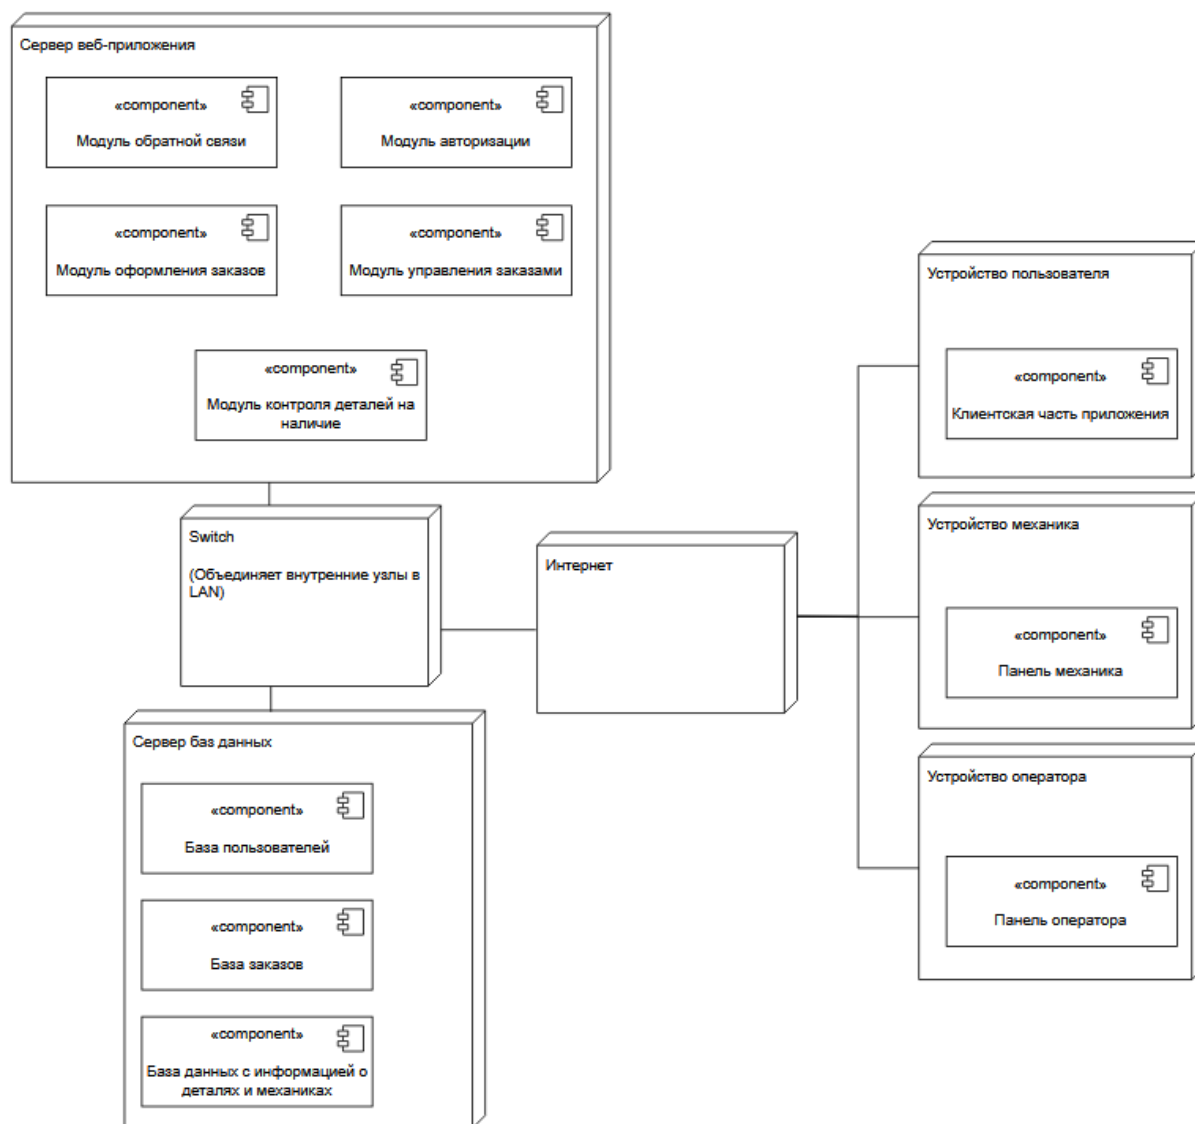 Сервер веб-приложения
«component»
Модуль обратной связи
«component»
Модуль авторизации
«component»
Модуль оформления заказов
«component»
Модуль управления заказами
«component»
Модуль контроля деталей на
наличие
Switch
(Объединяет внутренние узлы в
LAN)
Интернет
Сервер баз данных
«component»
База пользователей
«component»
База заказов
«component»
База данных с информацией о
деталях и механиках
Устройство пользователя
«component»
Клиентская часть приложения
Устройство механика
«component»
Панель механика
Устройство оператора
«component»
Панель оператора